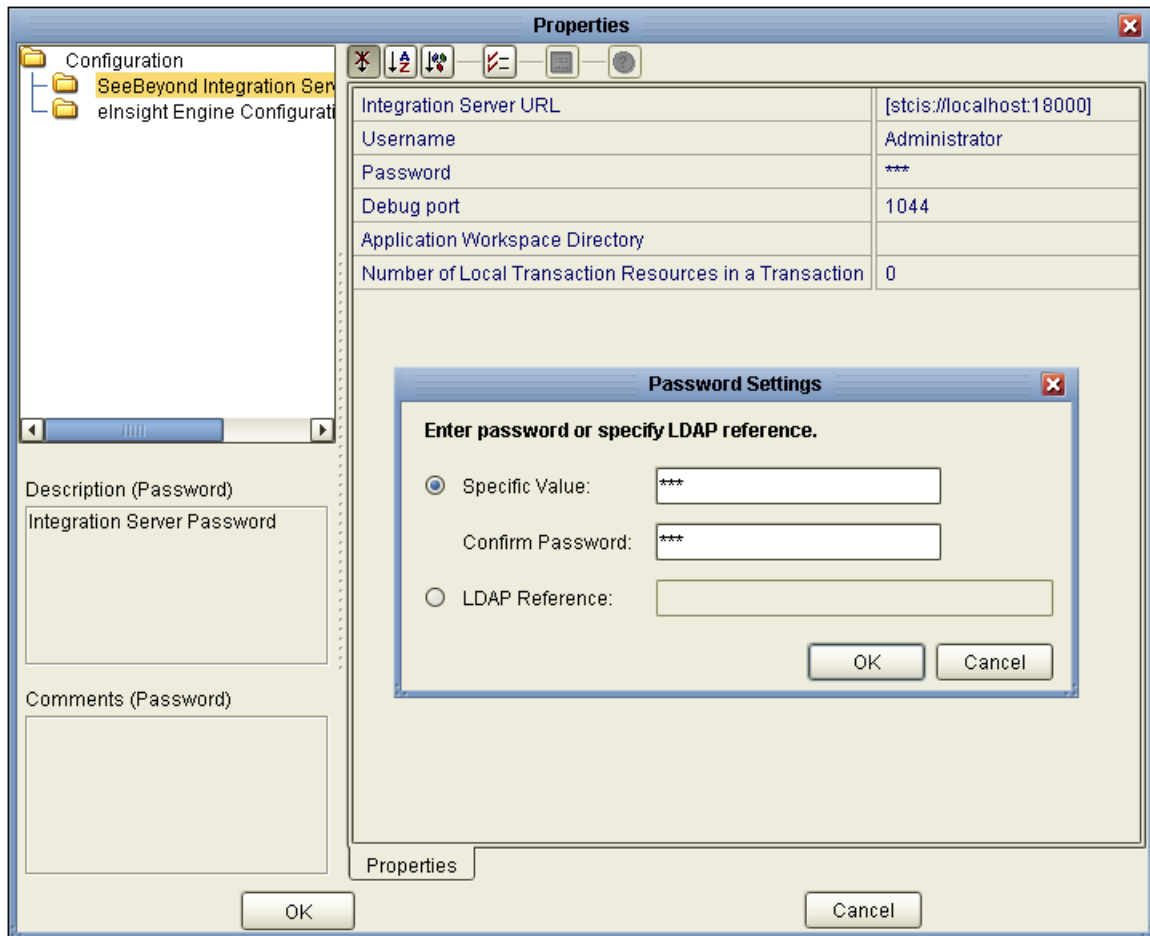 Properties
Configuration
SeeBeyond Integration Ser
eInsight Engine Configurati
Integration Server URL [stcis://localhost:18000]
Username Administrator
Password ***
Debug port 1044
Application Workspace Directory
Number of Local Transaction Resources in a Transaction 0
Password Settings
Enter password or specify LDAP reference.
Specific Value: ***
Confirm Password: ***
LDAP Reference:
OK Cancel
Description (Password)
Integration Server Password
Comments (Password)
Properties
OK Cancel